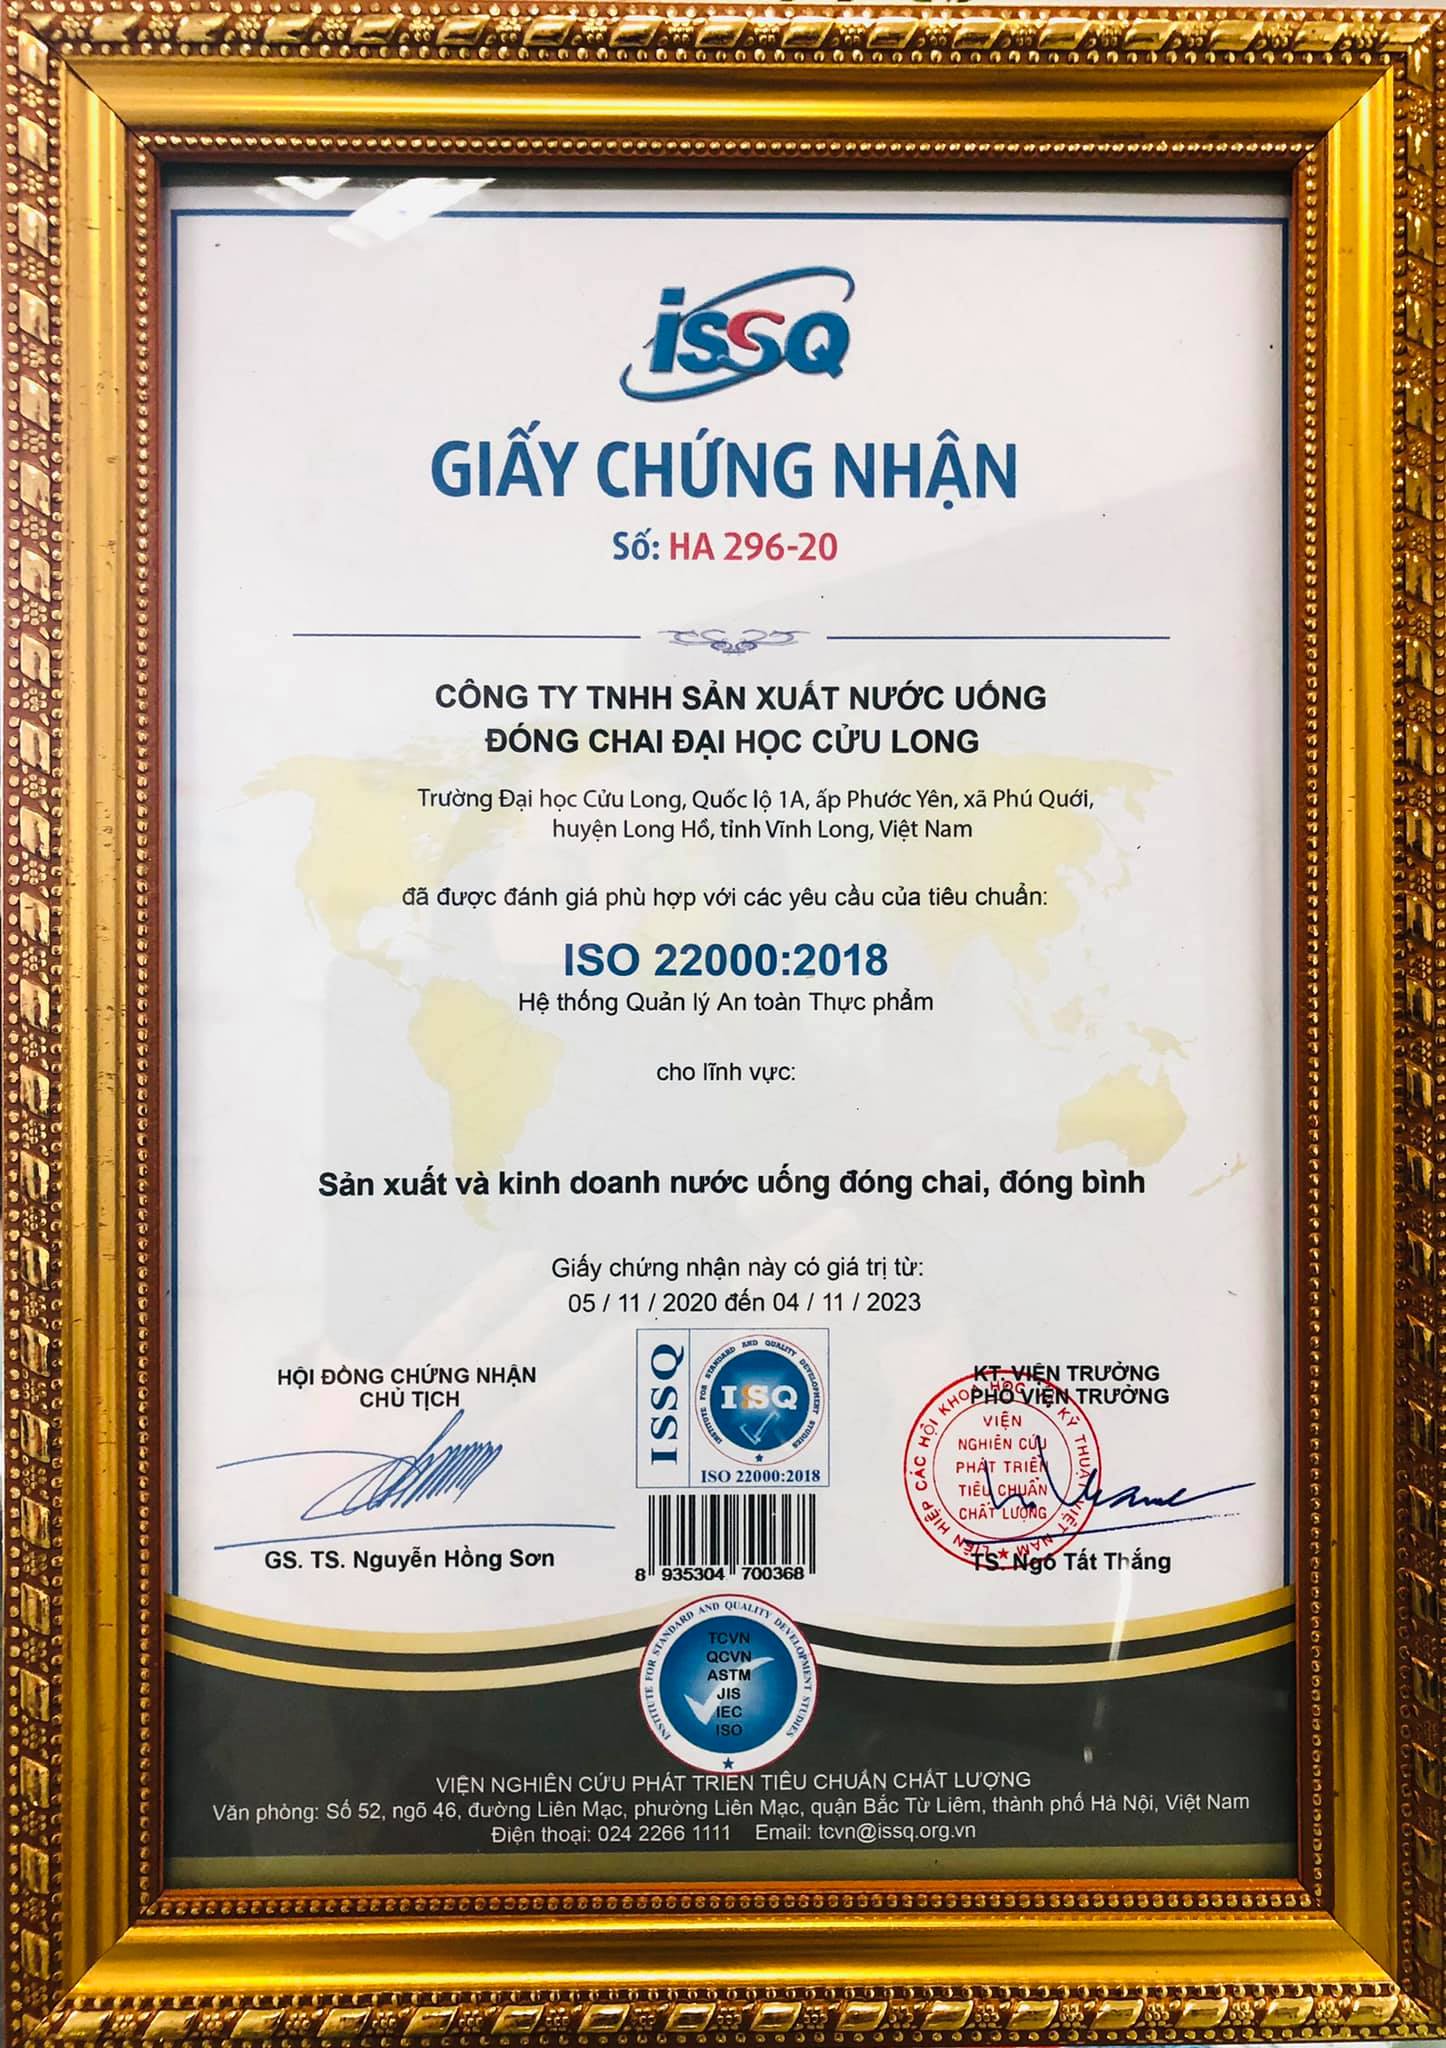 issQ
GIẤY CHỨNG NHẬN
Số: HA 296-20
CÔNG TY TNHH SẢN XUẤT NƯỚC UỐNG
ĐÓNG CHAI ĐẠI HỌC CỬU LONG
Trường Đại học Cửu Long, Quốc lộ 1A, ấp Phước Yên, xã Phú Quới,
huyện Long Hồ, tỉnh Vĩnh Long, Việt Nam
đã được đánh giá phù hợp với các yêu cầu của tiêu chuẩn:
ISO 22000:2018
Hệ thống Quản lý An toàn Thực phẩm
cho lĩnh vực:
Sản xuất và kinh doanh nước uống đóng chai, đóng bình
Giấy chứng nhận này có giá trị từ:
05 / 11 / 2020 đến 04 / 11 / 2023
HỘI ĐỒNG CHỨNG NHẬN
CHỦ TỊCH
GS. TS. Nguyễn Hồng Sơn
ISSQ
INSTITUTE FOR STANDARD AND QUALITY DEVELOPMENT STUDIES
ISSQ
ISO 22000:2018
8 935304 700368
KT. VIỆN TRƯỞNG
PHÓ VIỆN TRƯỞNG
LIÊN HIỆP CÁC HỘI KHOA HỌC KỸ THUẬT VIỆT NAM
VIỆN
NGHIÊN CỨU
PHÁT TRIỂN
TIÊU CHUẨN
CHẤT LƯỢNG
TS. Ngô Tất Thắng
INSTITUTE FOR STANDARD AND QUALITY DEVELOPMENT STUDIES
TCVN
QCVN
ASTM
JIS
IEC
ISO
VIỆN NGHIÊN CỨU PHÁT TRIỂN TIÊU CHUẨN CHẤT LƯỢNG
Văn phòng: Số 52, ngõ 46, đường Liên Mạc, phường Liên Mạc, quận Bắc Từ Liêm, thành phố Hà Nội, Việt Nam
Điện thoại: 024 2266 1111 Email: tcvn@issq.org.vn